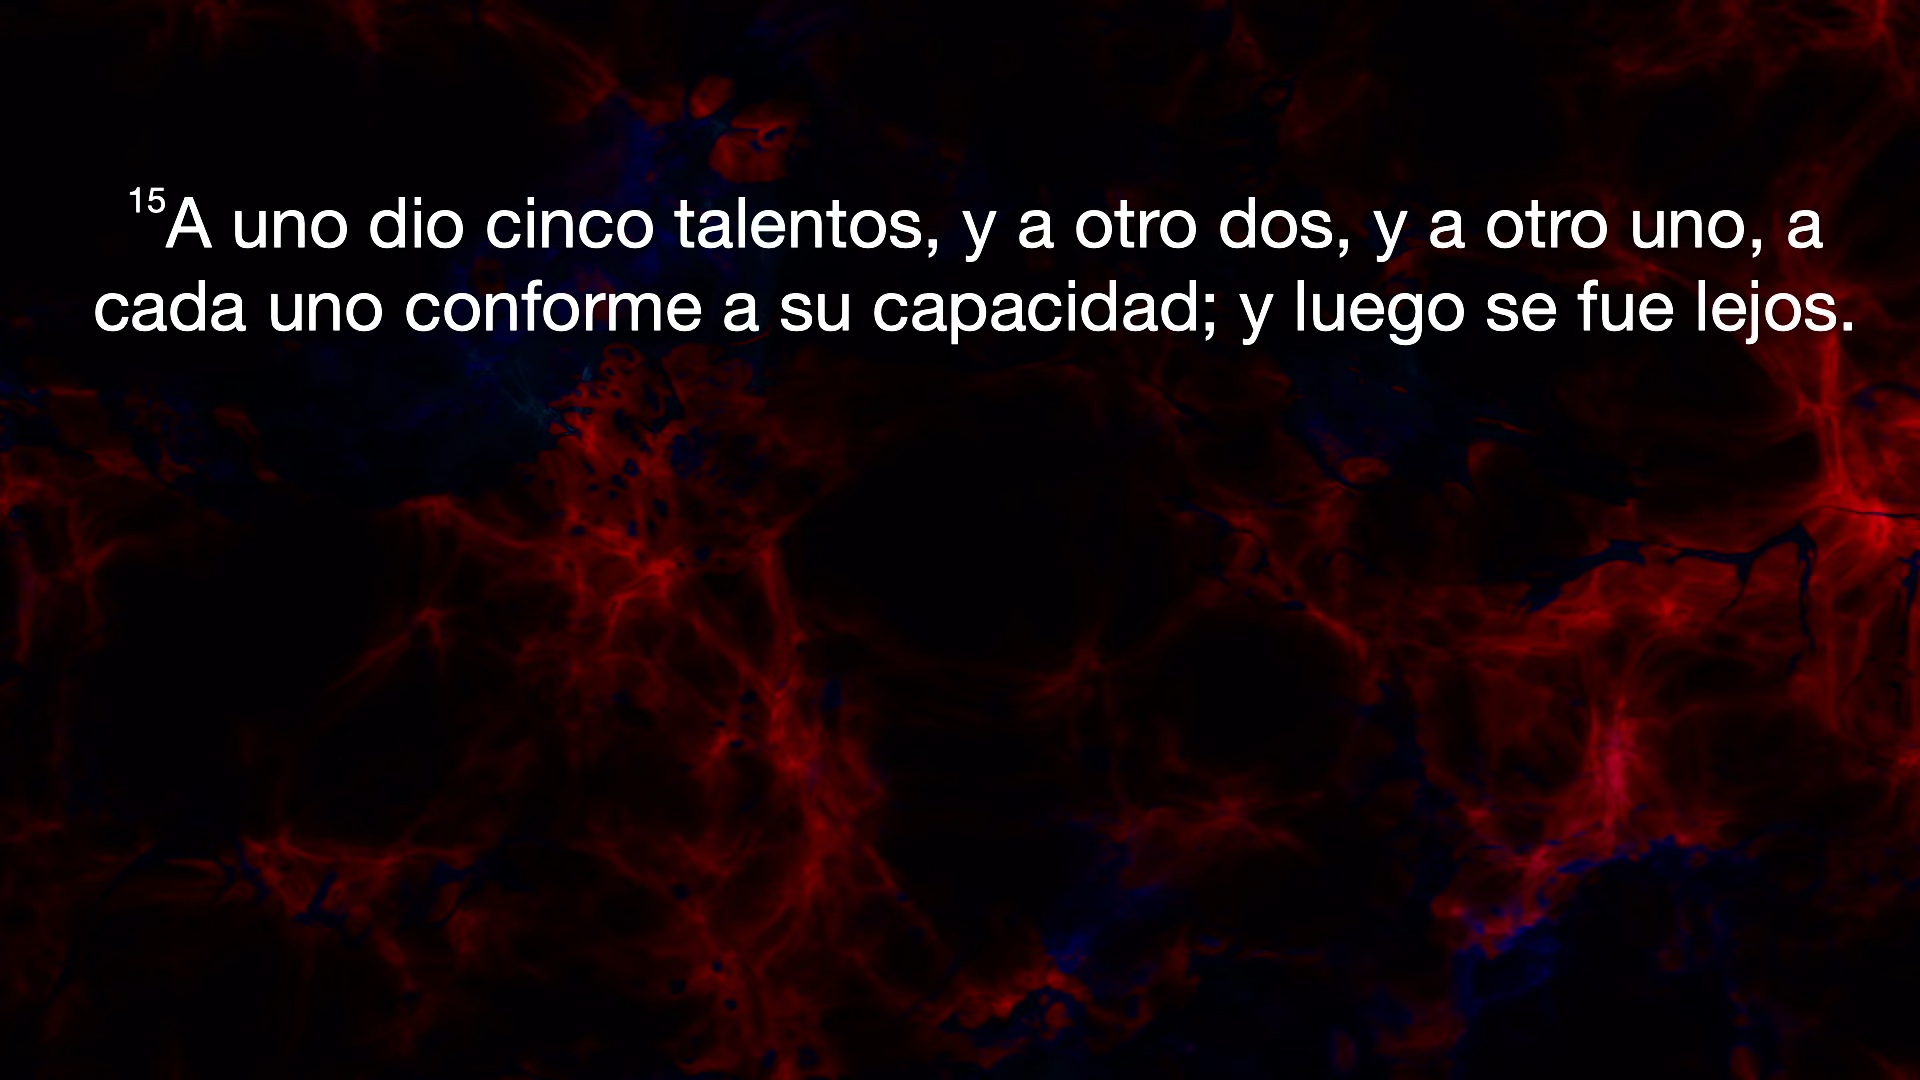 15A uno dio cinco talentos, y a otro dos, y a otro uno, a
cada uno conforme a su capacidad; y luego se fue lejos.